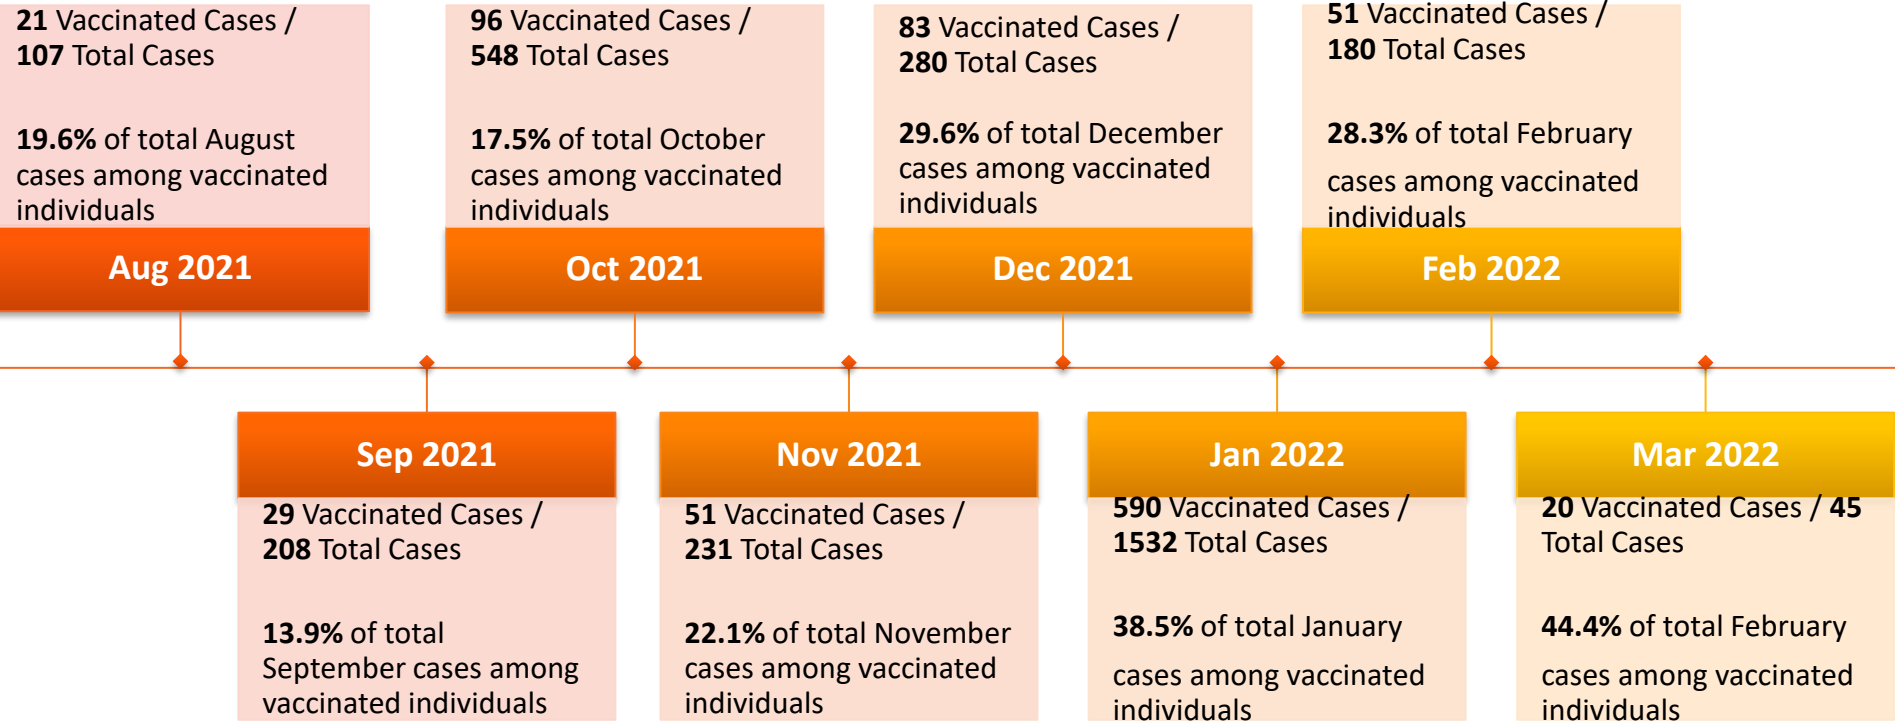 21 Vaccinated Cases /
107 Total Cases
19.6% of total August
cases among vaccinated
individuals
Aug 2021
96 Vaccinated Cases /
548 Total Cases
17.5% of total October
cases among vaccinated
individuals
Oct 2021
83 Vaccinated Cases /
280 Total Cases
29.6% of total December
cases among vaccinated
individuals
Dec 2021
51 Vaccinated Cases /
180 Total Cases
28.3% of total February
cases among vaccinated
individuals
Feb 2022
Sep 2021
29 Vaccinated Cases /
208 Total Cases
13.9% of total
September cases among
vaccinated individuals
Nov 2021
51 Vaccinated Cases /
231 Total Cases
22.1% of total November
cases among vaccinated
individuals
Jan 2022
590 Vaccinated Cases /
1532 Total Cases
38.5% of total January
cases among vaccinated
individuals
Mar 2022
20 Vaccinated Cases / 45
Total Cases
44.4% of total February
cases among vaccinated
individuals